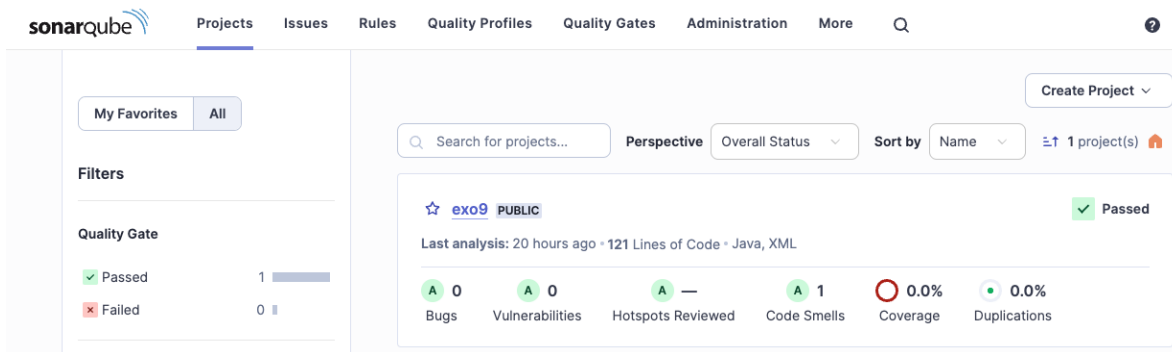 sonarqube Projects Issues Rules Quality Profiles Quality Gates Administration More ?
Create Project
My Favorites All
Search for projects... Perspective Overall Status Sort by Name 1 project(s)
Filters
exo9 PUBLIC Passed
Quality Gate
Last analysis: 20 hours ago • 121 Lines of Code • Java, XML
Passed 1
A 0 A 0 A — A 1 0.0% 0.0%
Failed 0
Bugs Vulnerabilities Hotspots Reviewed Code Smells Coverage Duplications